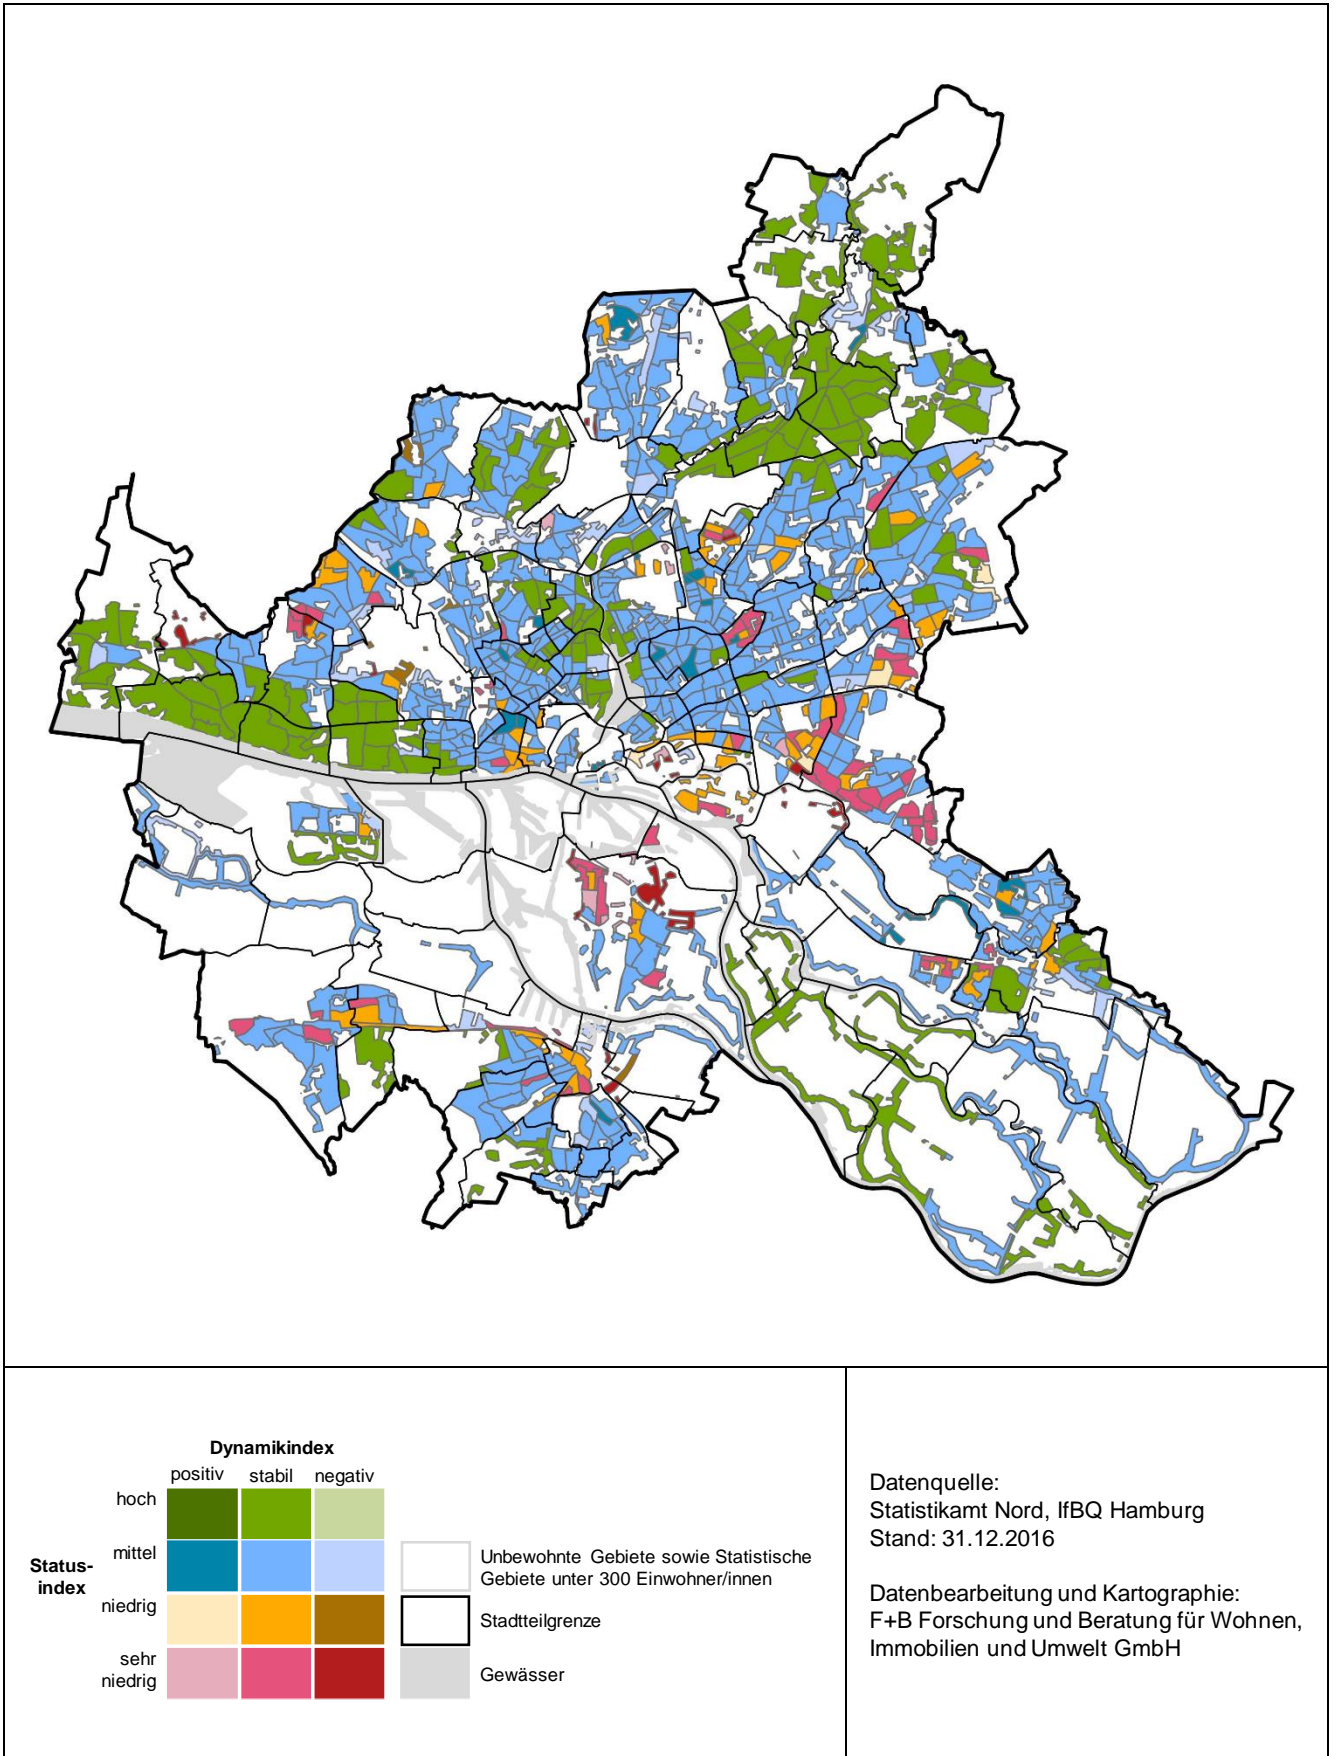 Dynamikindex
positiv stabil negativ
hoch
mittel
Status-
index
niedrig
sehr
niedrig
Unbewohnte Gebiete sowie Statistische
Gebiete unter 300 Einwohner/innen
Stadtteilgrenze
Gewässer
Datenquelle:
Statistikamt Nord, IfBQ Hamburg
Stand: 31.12.2016
Datenbearbeitung und Kartographie:
F+B Forschung und Beratung für Wohnen,
Immobilien und Umwelt GmbH